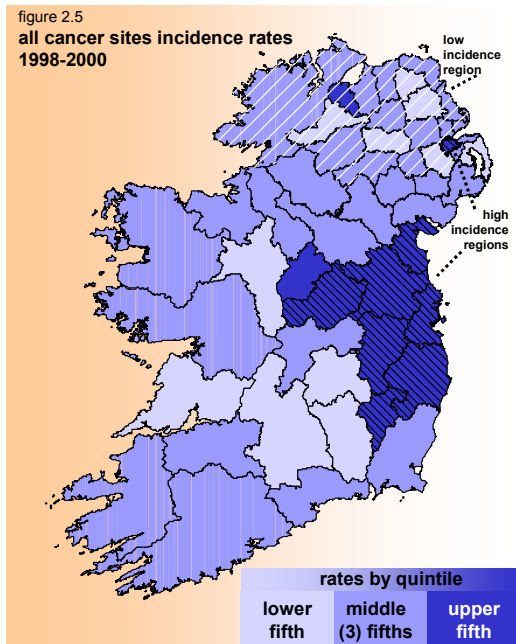 figure 2.5
all cancer sites incidence rates
1998-2000
low
incidence
region
high
incidence
regions
rates by quintile
lower
fifth
middle
(3) fifths
upper
fifth